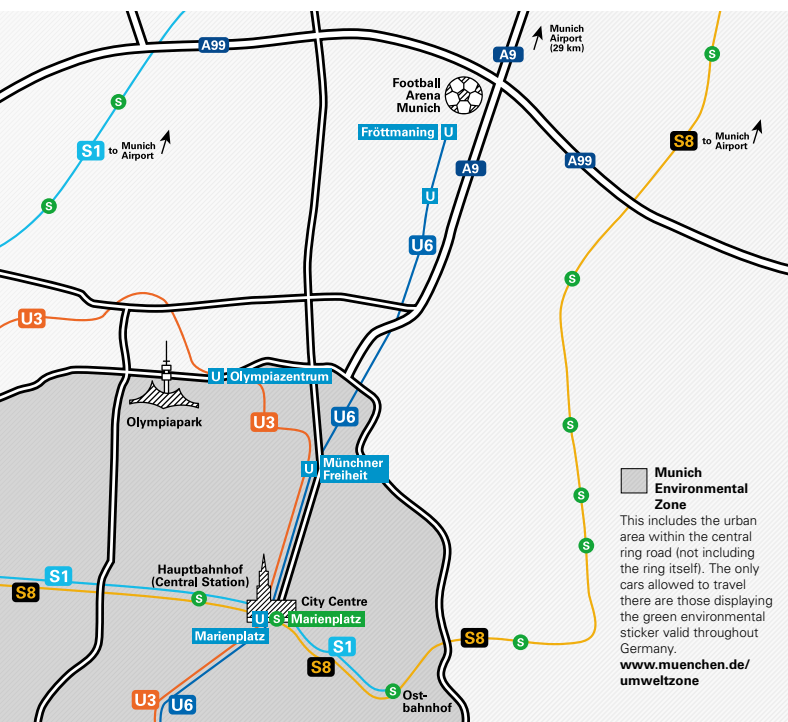 A99
A9
Munich
Airport
(29 km)
S
Football
Arena
Munich
S
Fröttmaning U
S8 to Munich
Airport
S1 to Munich
Airport
A9
A99
U
S
U6
S
U3
U Olympiazentrum
Olympiapark
U3
U6
S
U Münchner
Freiheit
Munich
Environmental
Zone
This includes the urban
area within the central
ring road (not including
the ring itself). The only
cars allowed to travel
there are those displaying
the green environmental
sticker valid throughout
Germany.
www.muenchen.de/
umweltzone
S
S
Hauptbahnhof
(Central Station)
S1
S8
S
City Centre
U S Marienplatz
Marienplatz
S1
S8
S8
S
S Ost-
bahnhof
U3
U6